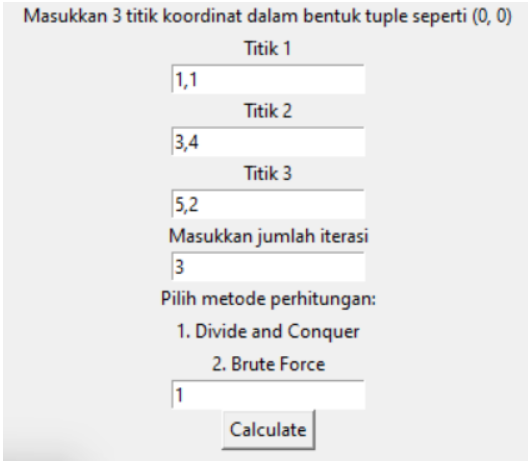 Masukkan 3 titik koordinat dalam bentuk tuple seperti (0, 0)
Titik 1
1,1
Titik 2
3,4
Titik 3
5,2
Masukkan jumlah iterasi
3
Pilih metode perhitungan:
1. Divide and Conquer
2. Brute Force
1
Calculate